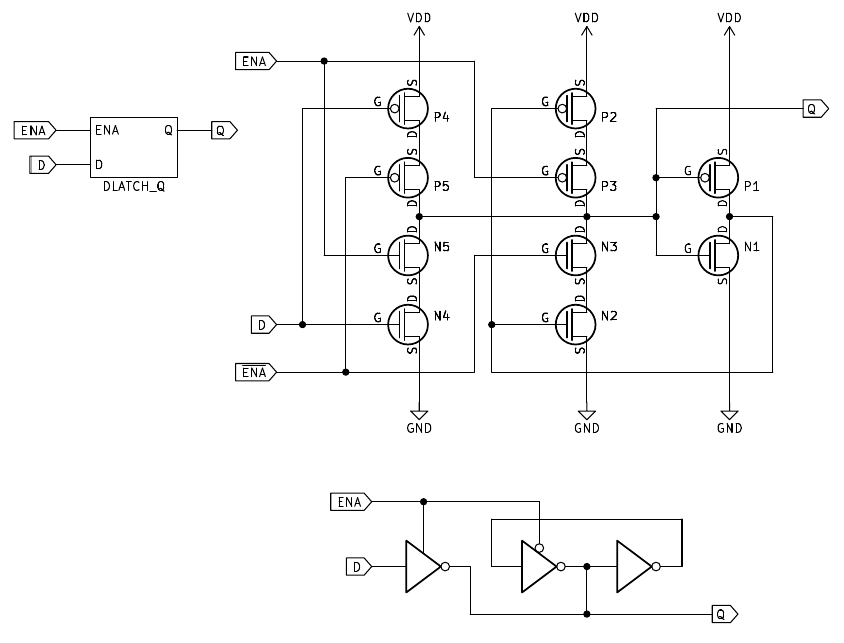 VDD VDD VDD
ENA
S S
G P4 G P2 Q
D D
ENA ENA Q Q S S S
D D G P5 G P3 G P1
DLATCH_Q D D D
D D D
G N5 G N3 G N1
S S S
D D
D G N4 G N2
S S
E̅N̅A̅
GND GND GND
ENA
D
Q